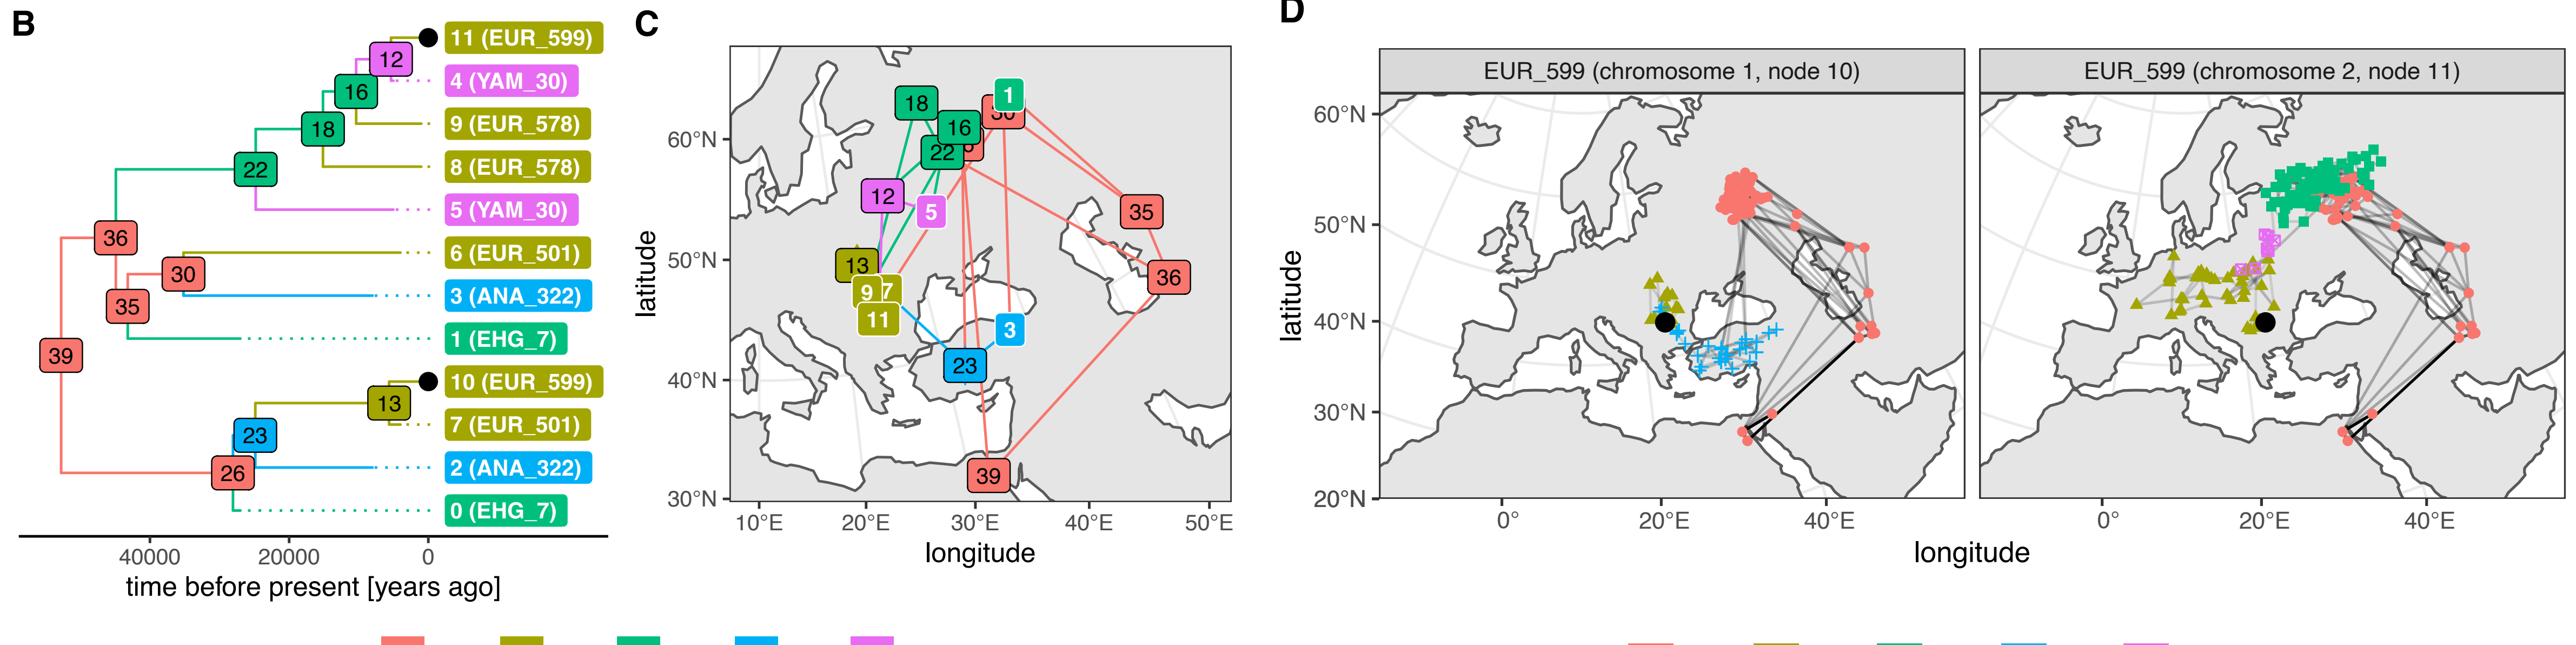 B
11 (EUR_599)
12
4 (YAM_30)
16
9 (EUR_578)
18
8 (EUR_578)
22
5 (YAM_30)
36
6 (EUR_501)
30
3 (ANA_322)
35
1 (EHG_7)
39
10 (EUR_599)
13
7 (EUR_501)
23
2 (ANA_322)
26
0 (EHG_7)
40000 20000 0
time before present [years ago]
C
latitude
60°N
50°N
40°N
30°N
1
18
30
16
22
12
5
35
13
36
9
7
11
3
23
39
10°E 20°E 30°E 40°E 50°E
longitude
D
EUR_599 (chromosome 1, node 10)
EUR_599 (chromosome 2, node 11)
latitude
60°N
50°N
40°N
30°N
20°N
0° 20°E 40°E
0° 20°E 40°E
longitude